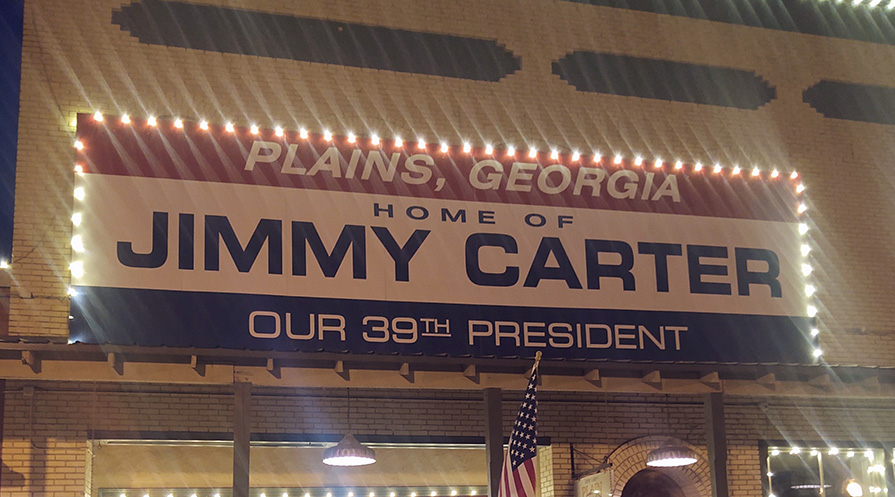 PLAINS, GEORGIA
HOME OF
JIMMY CARTER
OUR 39TH PRESIDENT